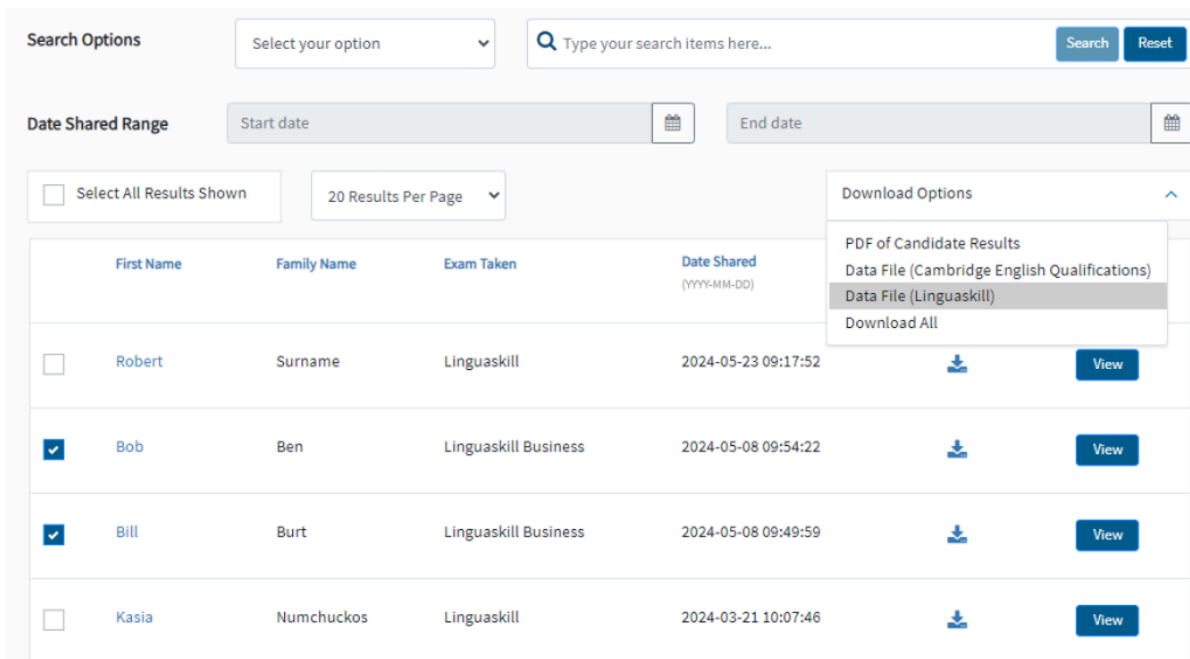 Search Options
Select your option
Type your search items here...
Search
Reset
Date Shared Range
Start date
End date
Select All Results Shown
20 Results Per Page
Download Options
PDF of Candidate Results
Data File (Cambridge English Qualifications)
Data File (Linguaskill)
Download All
First Name Family Name Exam Taken Date Shared
(YYYY-MM-DD)
Robert Surname Linguaskill 2024-05-23 09:17:52 View
Bob Ben Linguaskill Business 2024-05-08 09:54:22 View
Bill Burt Linguaskill Business 2024-05-08 09:49:59 View
Kasia Numchuckos Linguaskill 2024-03-21 10:07:46 View